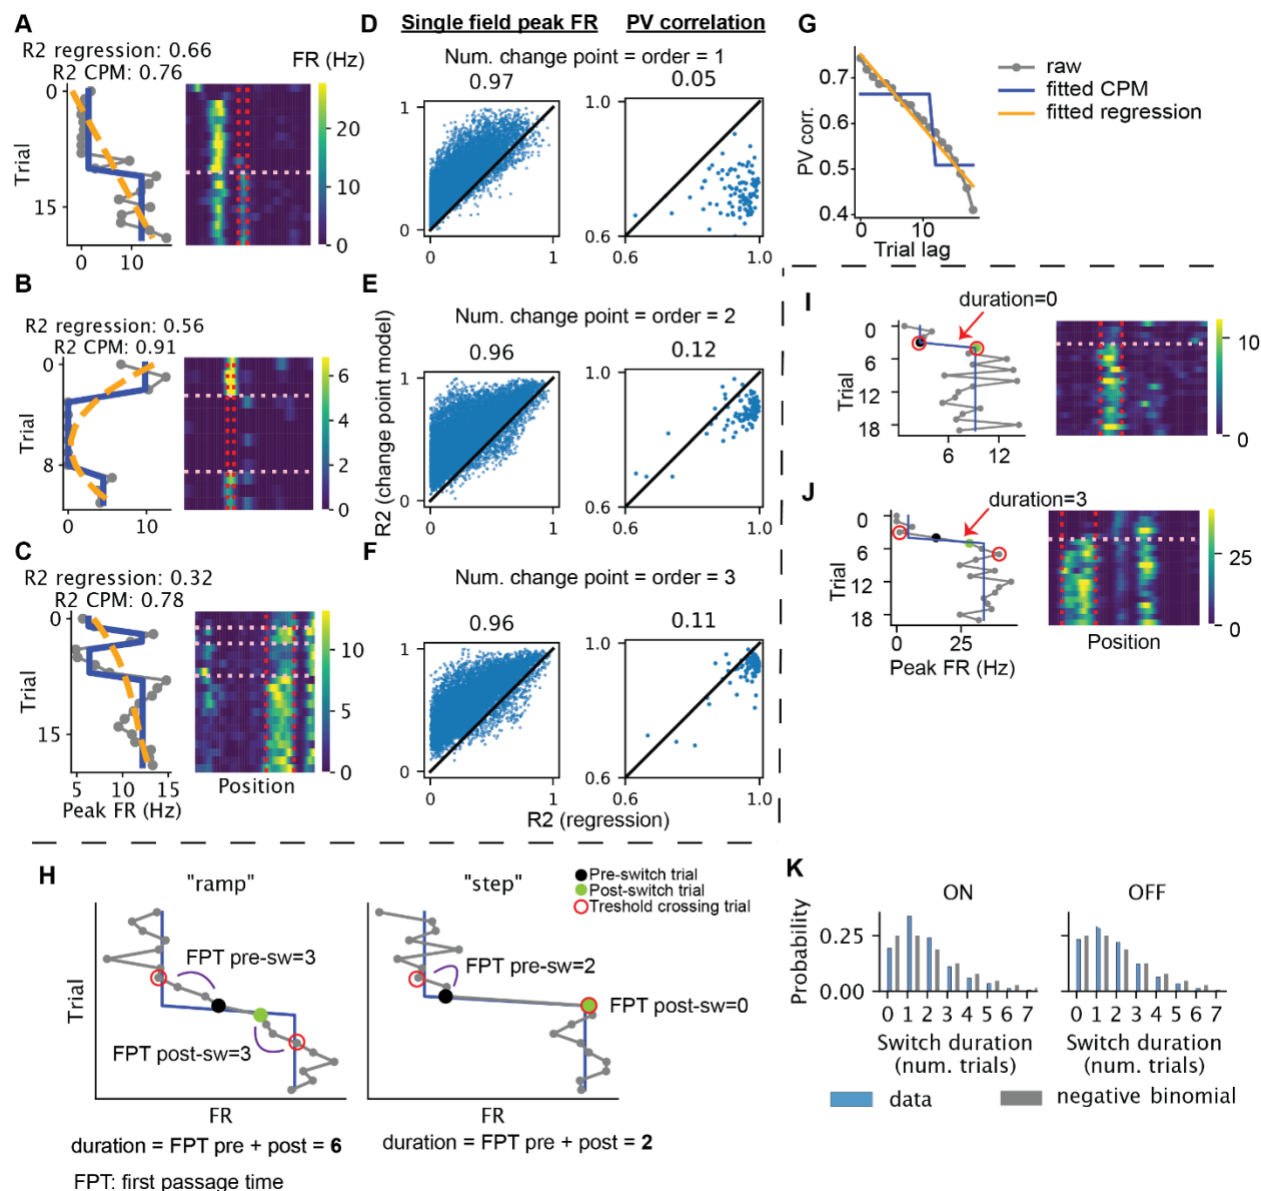 A
R2 regression: 0.66
R2 CPM: 0.76
FR (Hz)
0
15
Trial
0 10
20
10
0
D
Single field peak FR
PV correlation
Num. change point = order = 1
0.97
0.05
1
0
0 1
1.0
0.6
0.6 1.0
G
0.7
0.6
0.5
0.4
PV corr.
0 10
Trial lag
raw
fitted CPM
fitted regression
B
R2 regression: 0.56
R2 CPM: 0.91
0
8
Trial
0 10
6
4
2
0
E
Num. change point = order = 2
0.96
0.12
R2 (change point model)
1
0
0 1
1.0
0.6
0.6 1.0
C
R2 regression: 0.32
R2 CPM: 0.78
0
15
Trial
5 10 15
Peak FR (Hz)
Position
10
5
0
F
Num. change point = order = 3
0.96
0.11
1
0
0 1
1.0
0.6
0.6 1.0
R2 (regression)
I
duration=0
0
6
12
18
Trial
6 12
10
0
J
duration=3
0
6
12
18
Trial
0 25
Peak FR (Hz)
Position
25
0
H
"ramp"
"step"
Pre-switch trial
Post-switch trial
Treshold crossing trial
FPT pre-sw=3
FPT post-sw=3
FPT pre-sw=2
FPT post-sw=0
Trial
FR
FR
duration = FPT pre + post = 6
duration = FPT pre + post = 2
FPT: first passage time
K
ON
OFF
Probability
0.25
0.00
0 1 2 3 4 5 6 7
0 1 2 3 4 5 6 7
Switch duration
(num. trials)
Switch duration
(num. trials)
data
negative binomial